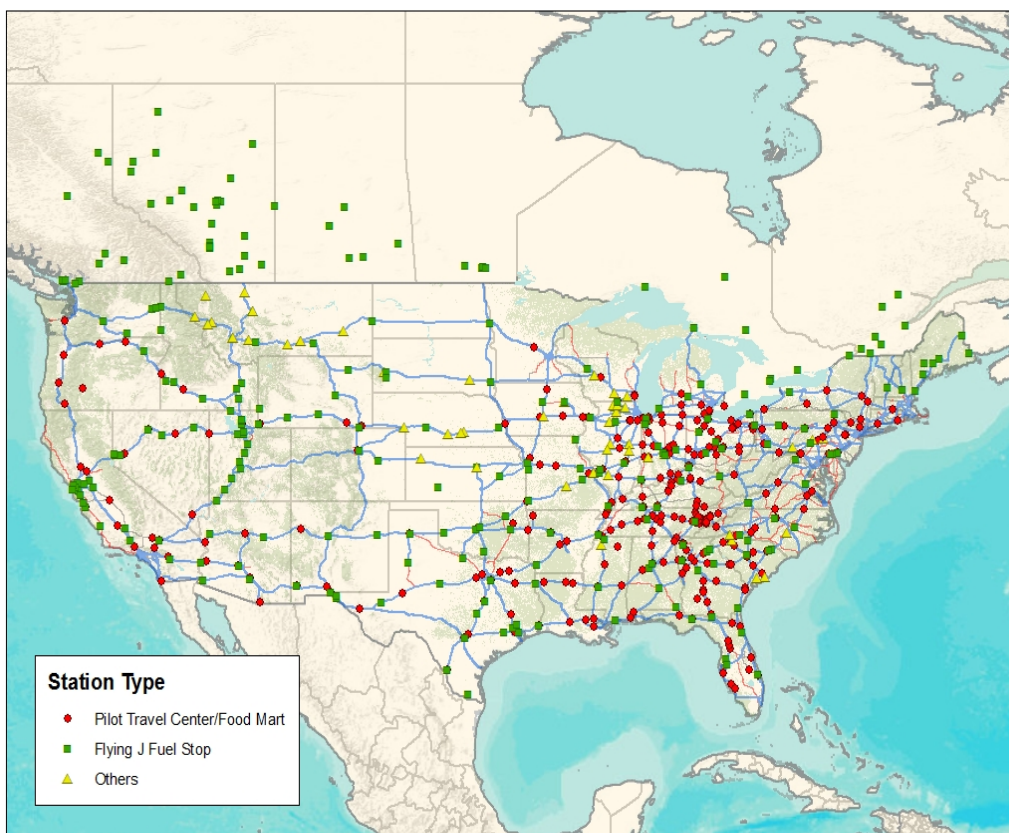 Station Type
Pilot Travel Center/Food Mart
Flying J Fuel Stop
Others